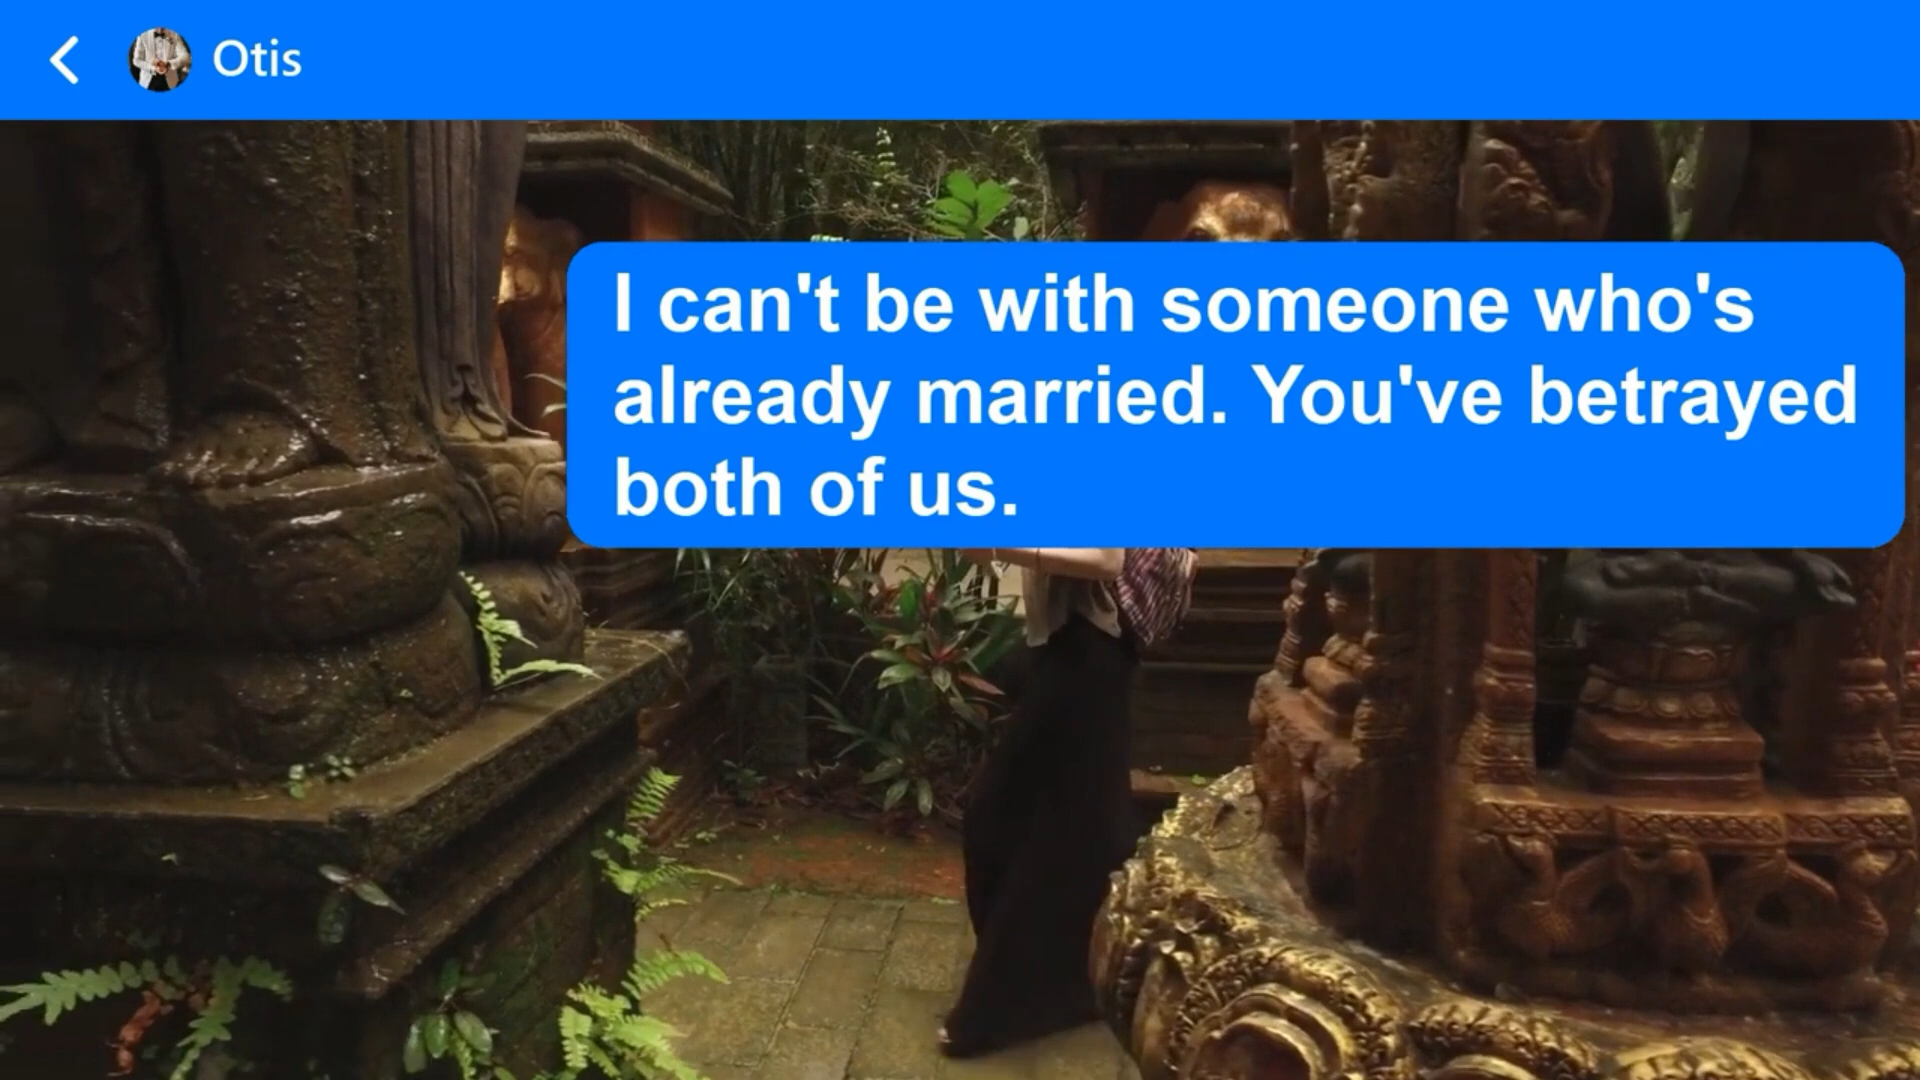 Otis
I can't be with someone who's
already married. You've betrayed
both of us.